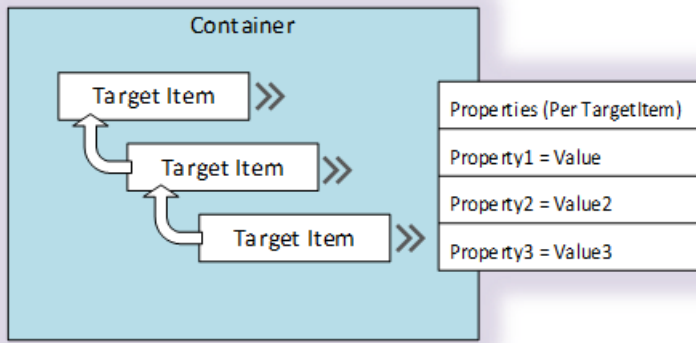 Container
Target Item
Target Item
Target Item
Properties (Per TargetItem)
Property1 = Value
Property2 = Value2
Property3 = Value3